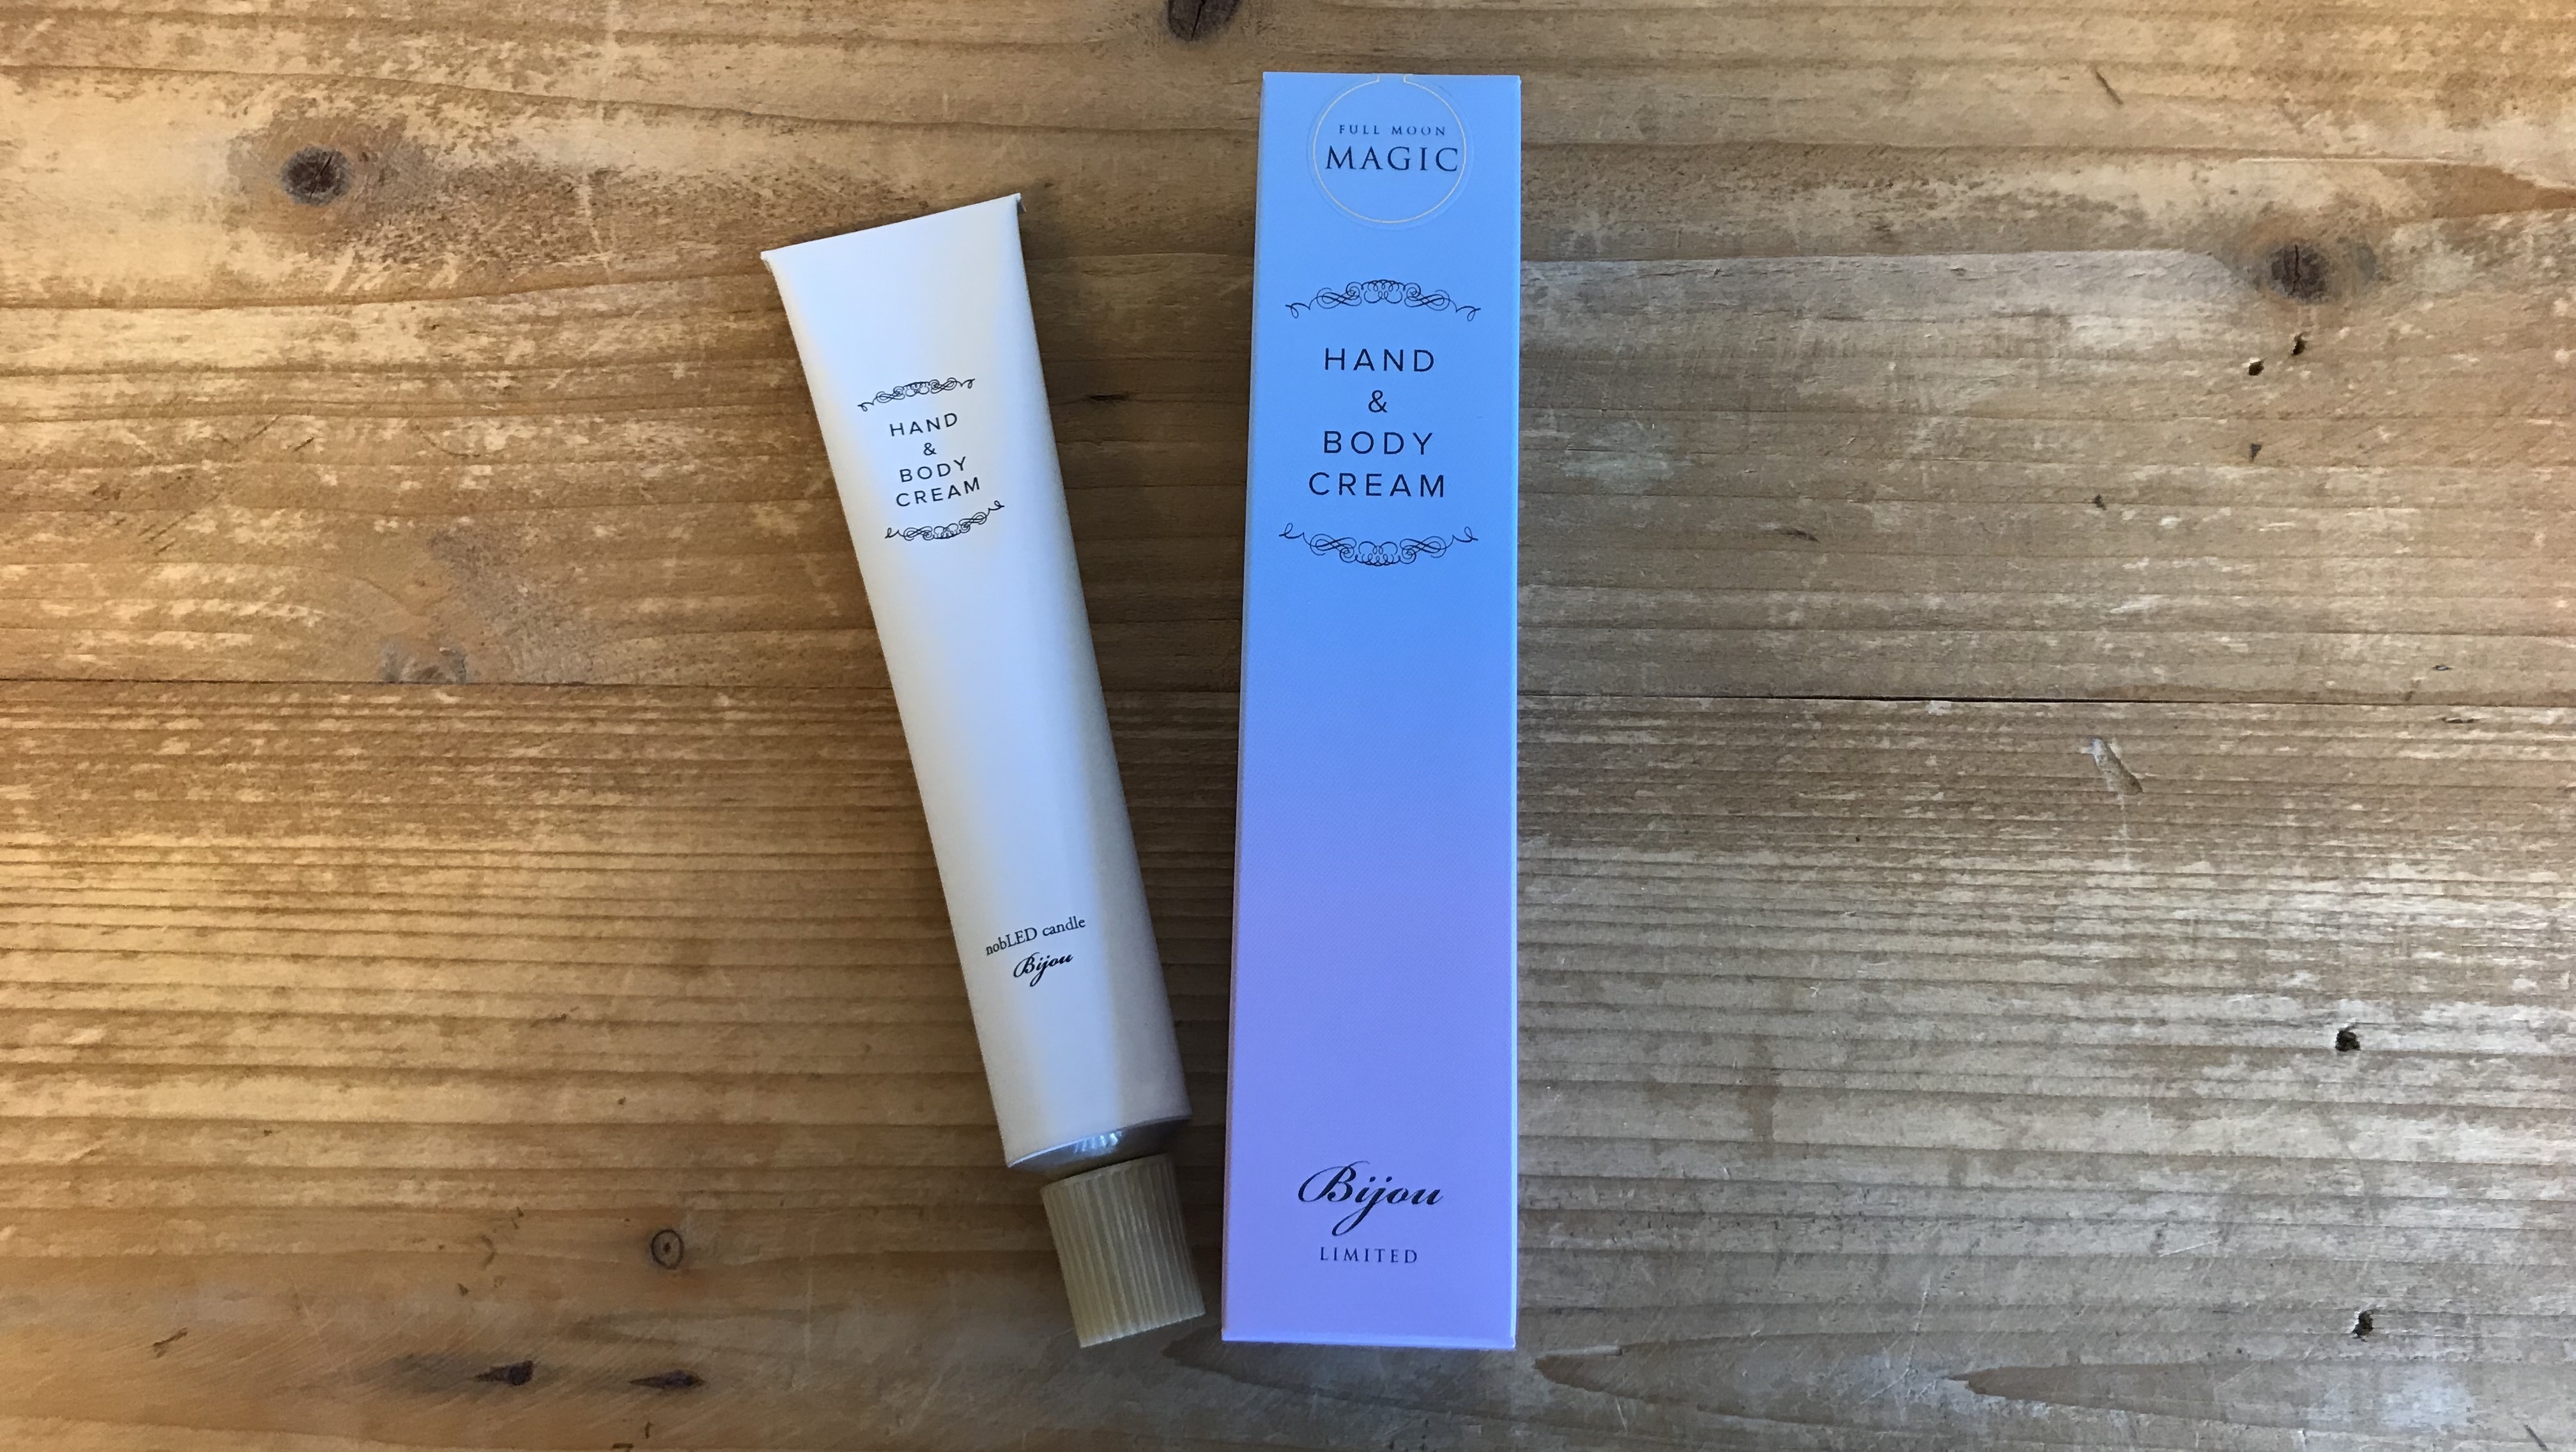 HAND
&
BODY
CREAM
nobLED candle
Bijou
FULL MOON
MAGIC
HAND
&
BODY
CREAM
Bijou
LIMITED